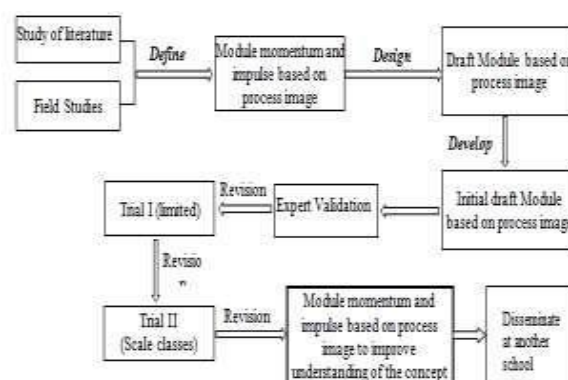 Study of literature
Field Studies
Define
Module momentum and
impulse based on
process image
Design
Draft Module based on
process image
Develop
Initial draft Module
based on process image
Expert Validation
Revision
Trial I (limited)
Revisio
n
Trial II
(Scale classes)
Revision
Module momentum and
impulse based on process
image to improve
understanding of the concept
Disseminate
at another
school